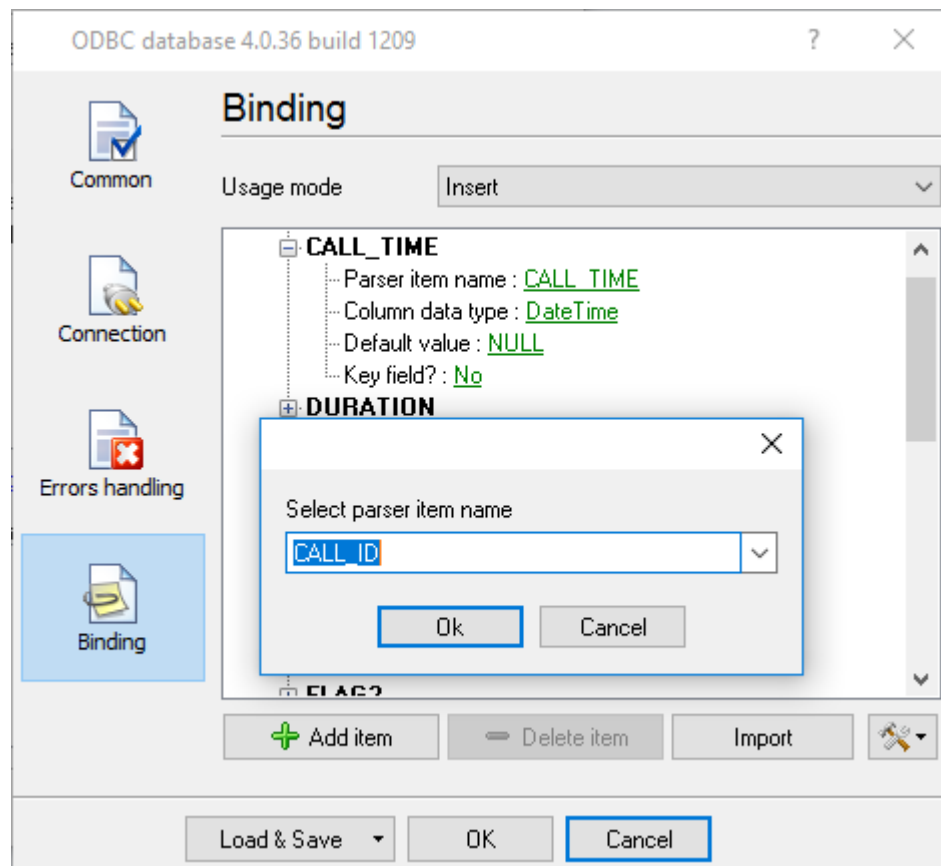 ODBC database 4.0.36 build 1209
Binding
Common
Usage mode
Insert
CALL_TIME
Parser item name : CALL_TIME
Column data type : DateTime
Default value : NULL
Key field? : No
DURATION
Connection
Errors handling
Select parser item name
CALL_ID
Ok
Cancel
Binding
FLAG2
Add item
Delete item
Import
Load & Save
OK
Cancel